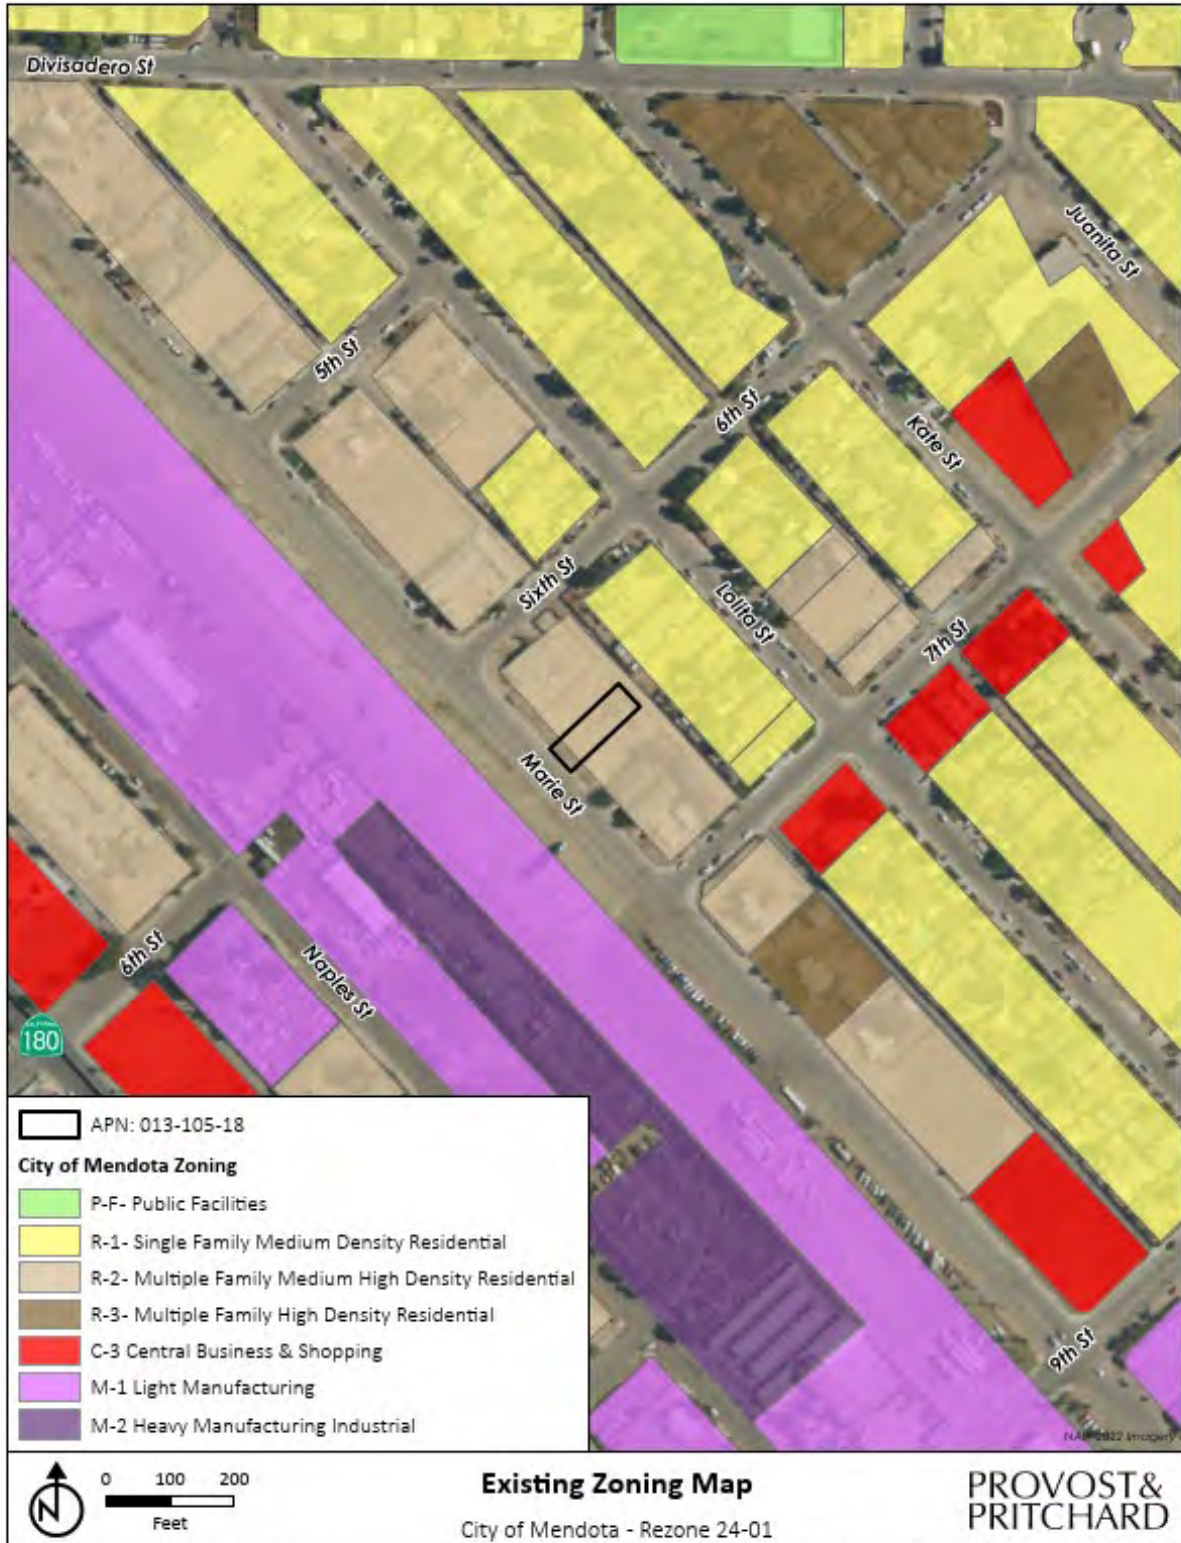 Divisadero St
Juanita St
5th St
6th St
Kate St
Sixth St
Lolita St
7th St
Marie St
6th St
Naples St
180
9th St
APN: 013-105-18
City of Mendota Zoning
P-F- Public Facilities
R-1- Single Family Medium Density Residential
R-2- Multiple Family Medium High Density Residential
R-3- Multiple Family High Density Residential
C-3 Central Business & Shopping
M-1 Light Manufacturing
M-2 Heavy Manufacturing Industrial
2022 Imagery
N
0 100 200
Feet
Existing Zoning Map
City of Mendota - Rezone 24-01
PROVOST&
PRITCHARD